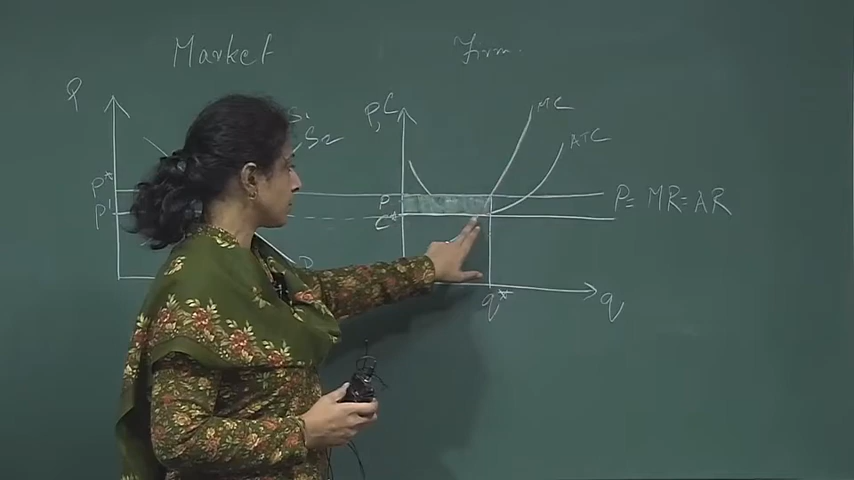 Market
Firm.
P
P*
P'
S1
S2
D
P, C
P
C*
MC
ATC
P= MR=AR
q*
q